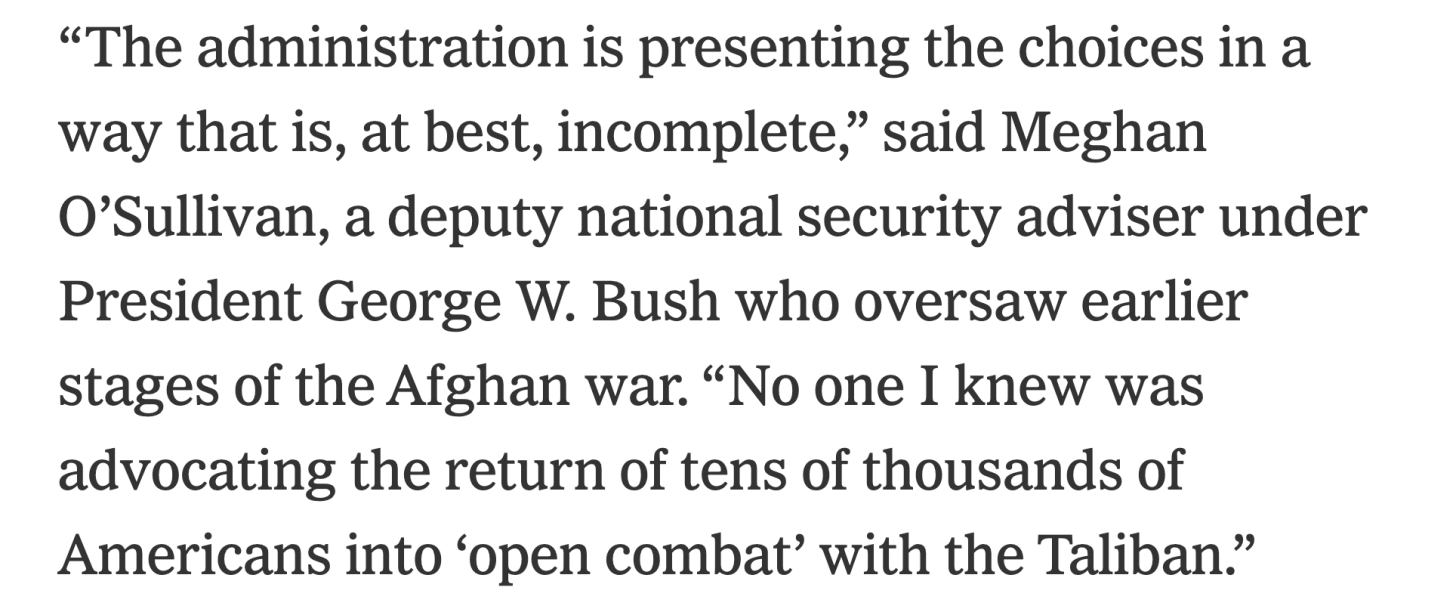 “The administration is presenting the choices in a
way that is, at best, incomplete,” said Meghan
O’Sullivan, a deputy national security adviser under
President George W. Bush who oversaw earlier
stages of the Afghan war. “No one I knew was
advocating the return of tens of thousands of
Americans into ‘open combat’ with the Taliban.”